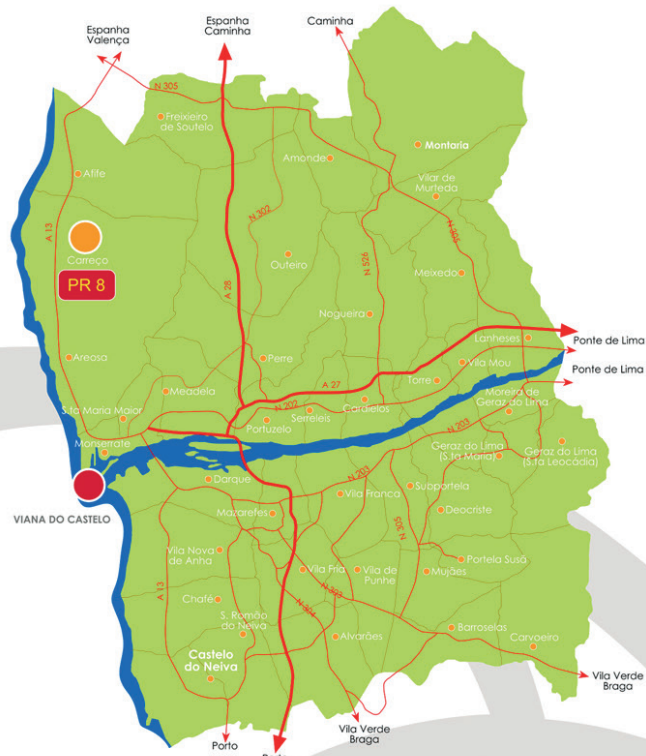 Espanha
Valença
Espanha
Caminha
Caminha
N 305
Freixieiro
de Soutelo
Amonde
Montaria
Afife
Vilar de
Murteda
N 302
N 305
A 13
Carreço
PR 8
Outeiro
N 526
Meixedo
A 28
Nogueira
Lanheses
Ponte de Lima
Areosa
Perre
Vila Mou
Ponte de Lima
A 27
Torre
Meadela
Cardielos
Moreira de
Geraz do Lima
S.ta Maria Maior
N 202
Serreleis
Portuzelo
N 203
Monserrate
Geraz do Lima
(S.ta Maria)
Geraz do Lima
(S.ta Leocádia)
N 203
Darque
Subportela
Vila Franca
VIANA DO CASTELO
Mazarefes
Deocriste
N 305
Vila Nova
de Anha
Portela Susã
Vila Fria
Vila de
Punhe
Mujães
A 13
N 303
Chafé
N 304
S. Romão
do Neiva
Barroselas
Alvarães
Carvoeiro
Castelo
do Neiva
Vila Verde
Braga
Vila Verde
Braga
Porto